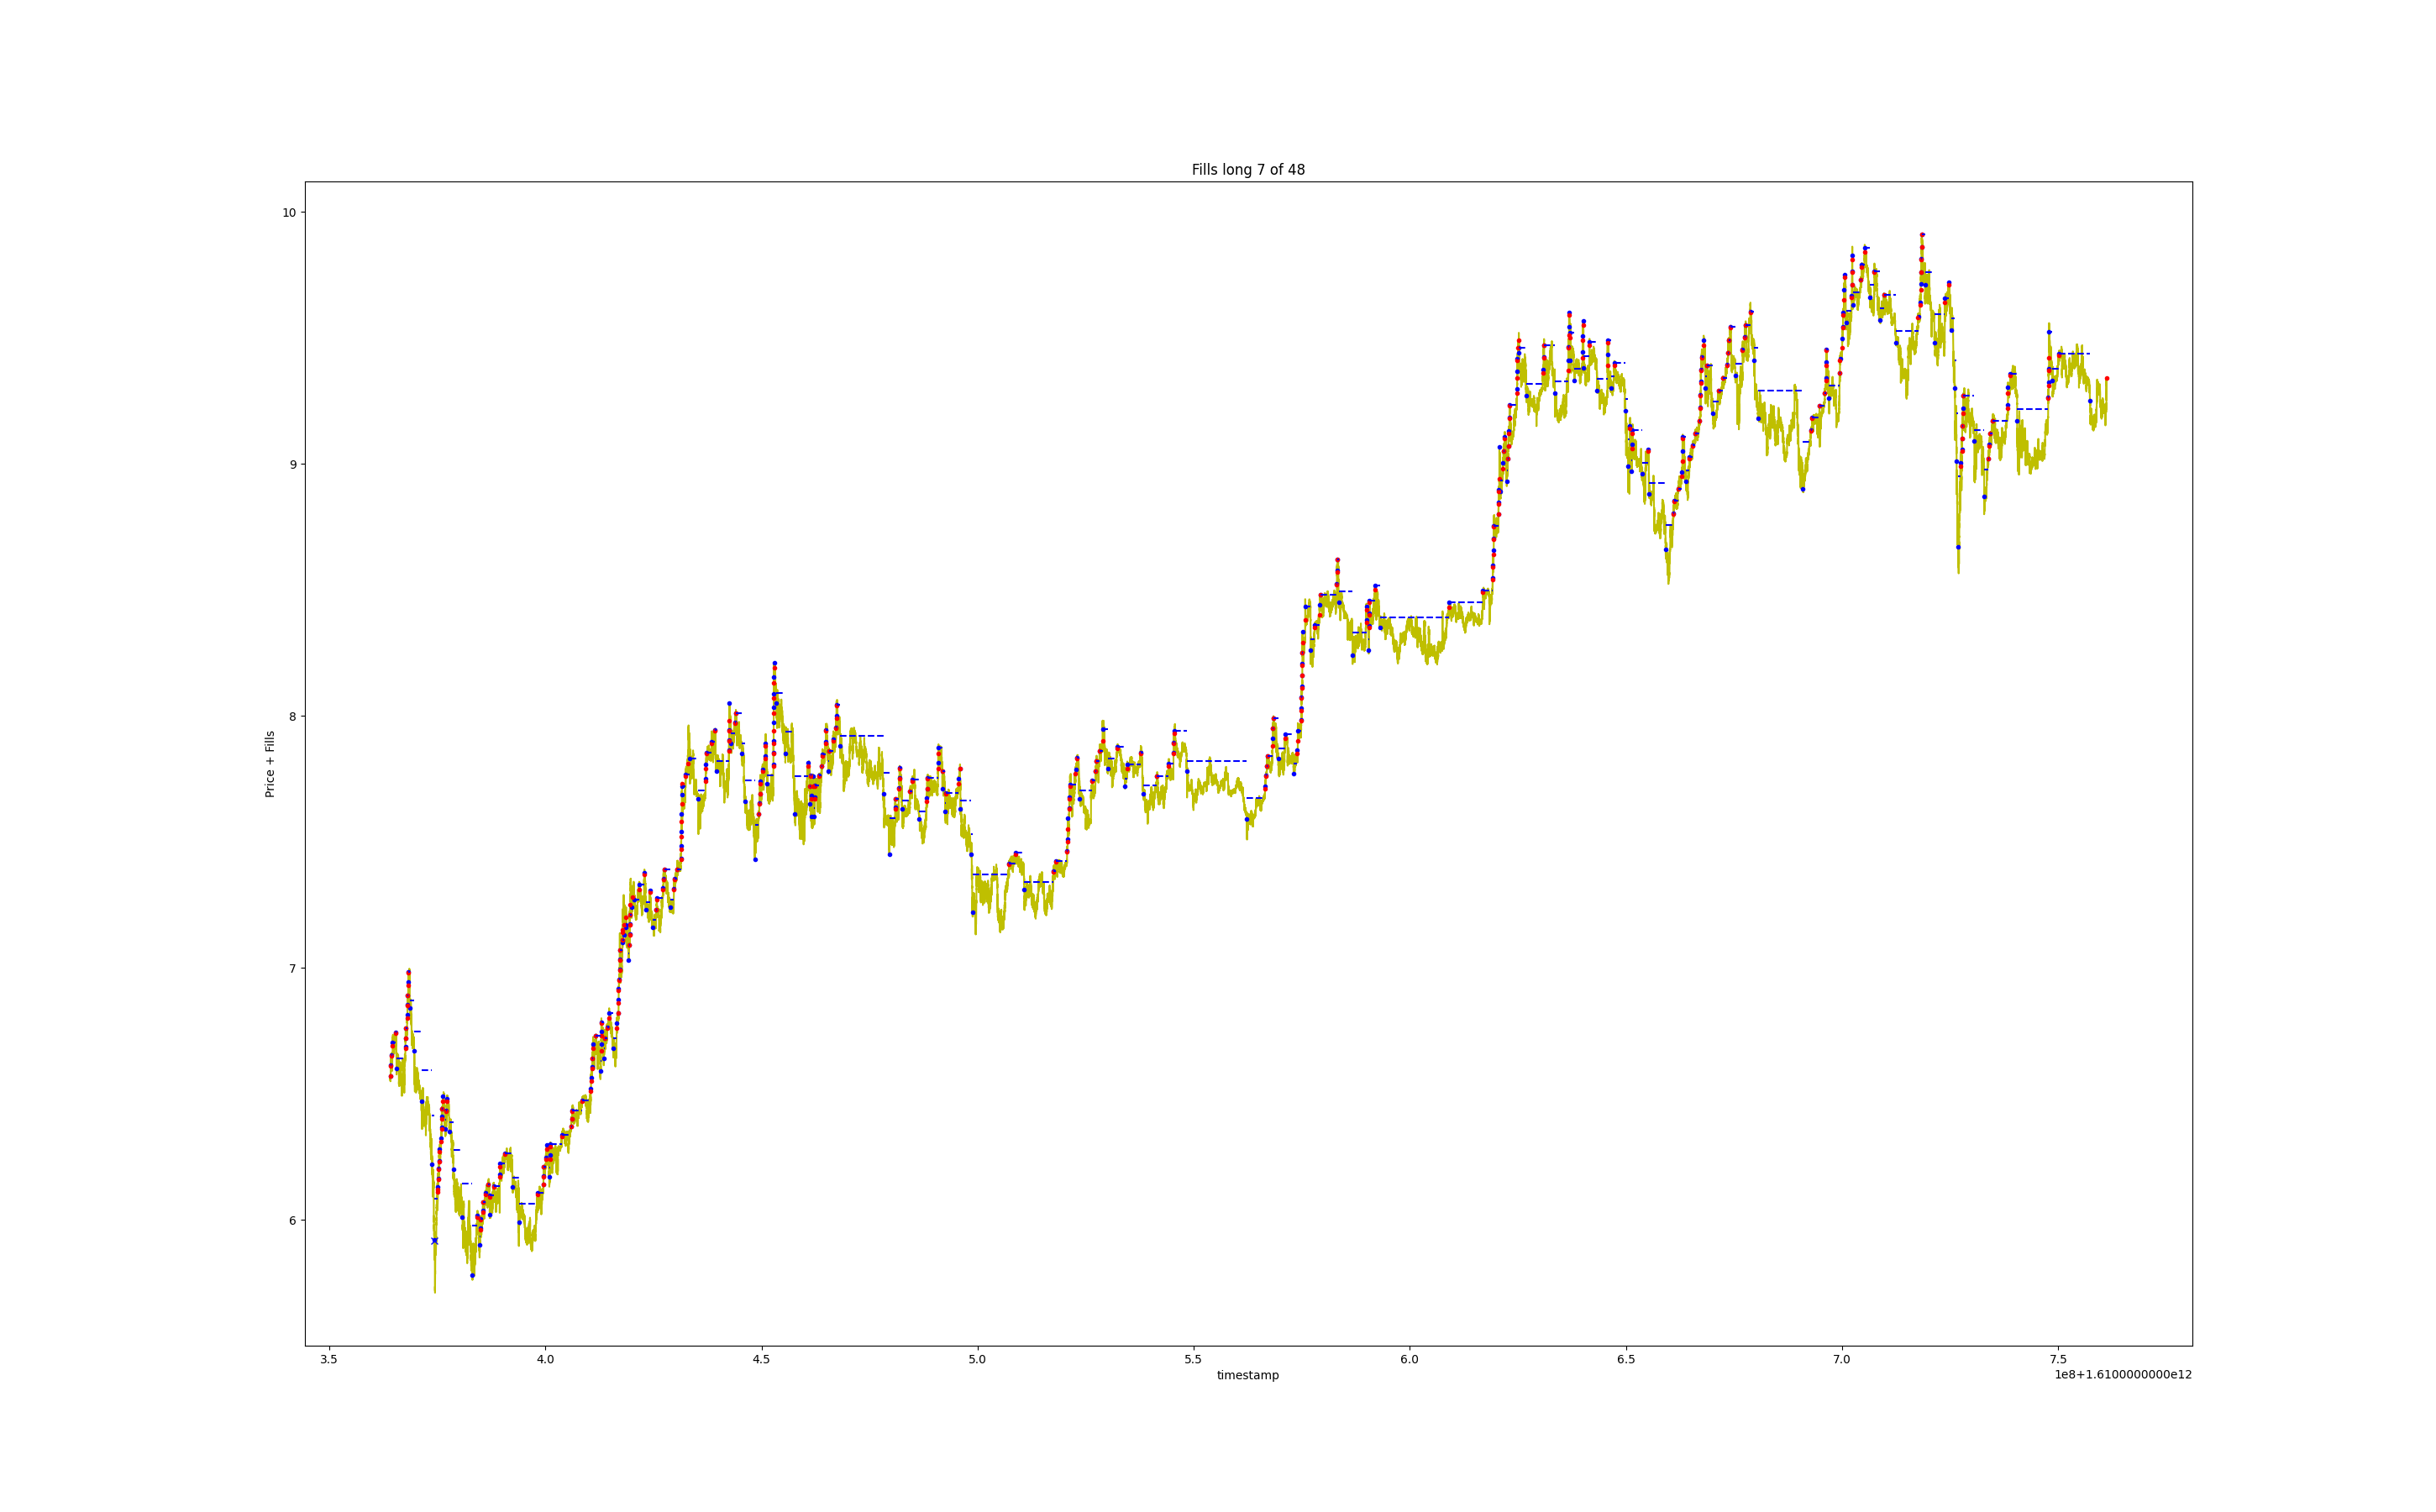 Fills long 7 of 48
10
9
8
7
6
Price + Fills
3.5 4.0 4.5 5.0 5.5 6.0 6.5 7.0 7.5
timestamp
1e8+1.6100000000e12